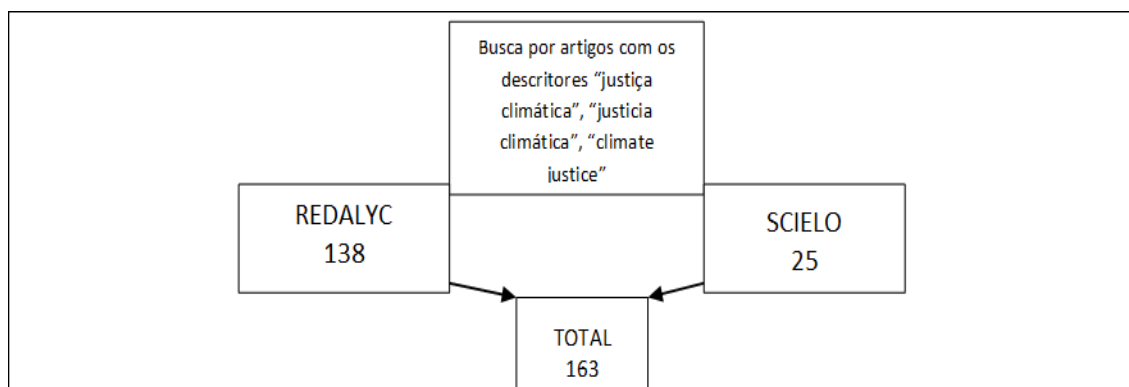 Busca por artigos com os
descritores “justiça
climática”, “justicia
climática”, “climate
justice”
REDALYC
138
SCIELO
25
TOTAL
163